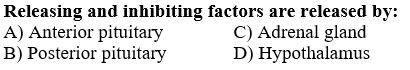 Releasing and inhibiting factors are released by:
A) Anterior pituitary C) Adrenal gland
B) Posterior pituitary D) Hypothalamus